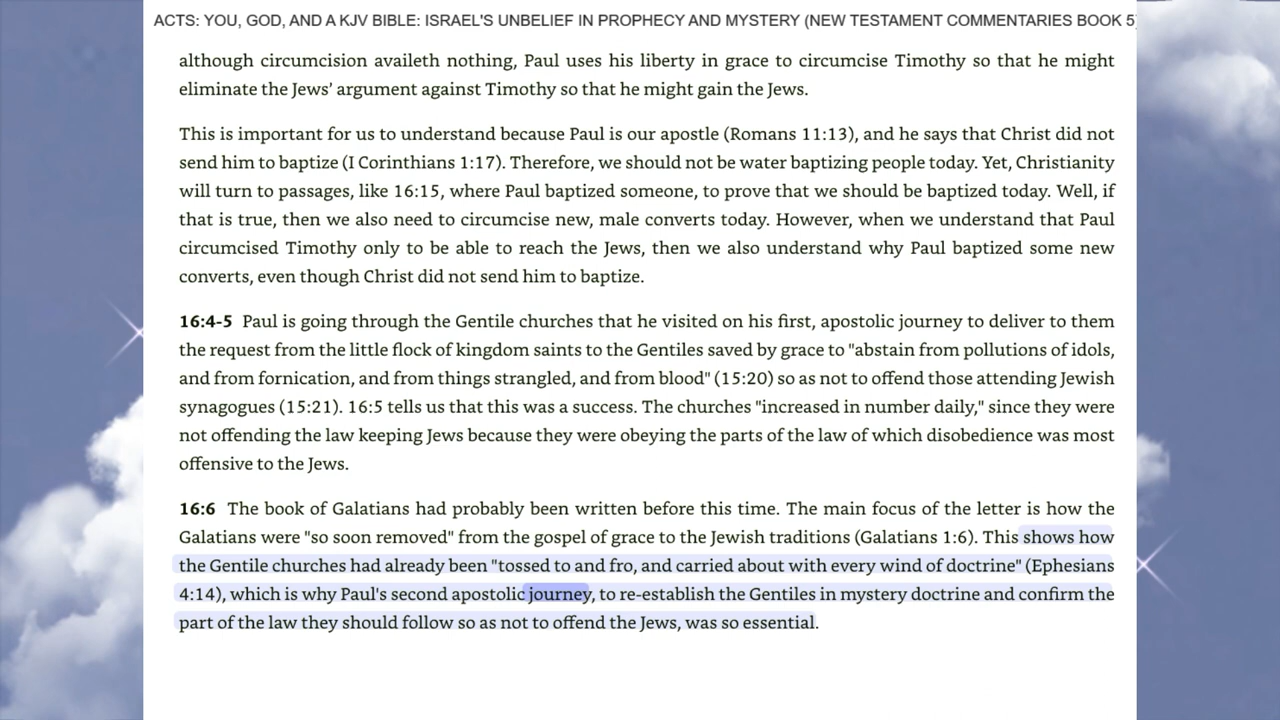 ACTS: YOU, GOD, AND A KJV BIBLE: ISRAEL'S UNBELIEF IN PROPHECY AND MYSTERY (NEW TESTAMENT COMMENTARIES BOOK 5)
although circumcision availeth nothing, Paul uses his liberty in grace to circumcise Timothy so that he might
eliminate the Jews’ argument against Timothy so that he might gain the Jews.
This is important for us to understand because Paul is our apostle (Romans 11:13), and he says that Christ did not
send him to baptize (I Corinthians 1:17). Therefore, we should not be water baptizing people today. Yet, Christianity
will turn to passages, like 16:15, where Paul baptized someone, to prove that we should be baptized today. Well, if
that is true, then we also need to circumcise new, male converts today. However, when we understand that Paul
circumcised Timothy only to be able to reach the Jews, then we also understand why Paul baptized some new
converts, even though Christ did not send him to baptize.
16:4-5 Paul is going through the Gentile churches that he visited on his first, apostolic journey to deliver to them
the request from the little flock of kingdom saints to the Gentiles saved by grace to "abstain from pollutions of idols,
and from fornication, and from things strangled, and from blood" (15:20) so as not to offend those attending Jewish
synagogues (15:21). 16:5 tells us that this was a success. The churches "increased in number daily," since they were
not offending the law keeping Jews because they were obeying the parts of the law of which disobedience was most
offensive to the Jews.
16:6 The book of Galatians had probably been written before this time. The main focus of the letter is how the
Galatians were "so soon removed" from the gospel of grace to the Jewish traditions (Galatians 1:6). This shows how
the Gentile churches had already been "tossed to and fro, and carried about with every wind of doctrine" (Ephesians
4:14), which is why Paul's second apostolic journey, to re-establish the Gentiles in mystery doctrine and confirm the
part of the law they should follow so as not to offend the Jews, was so essential.